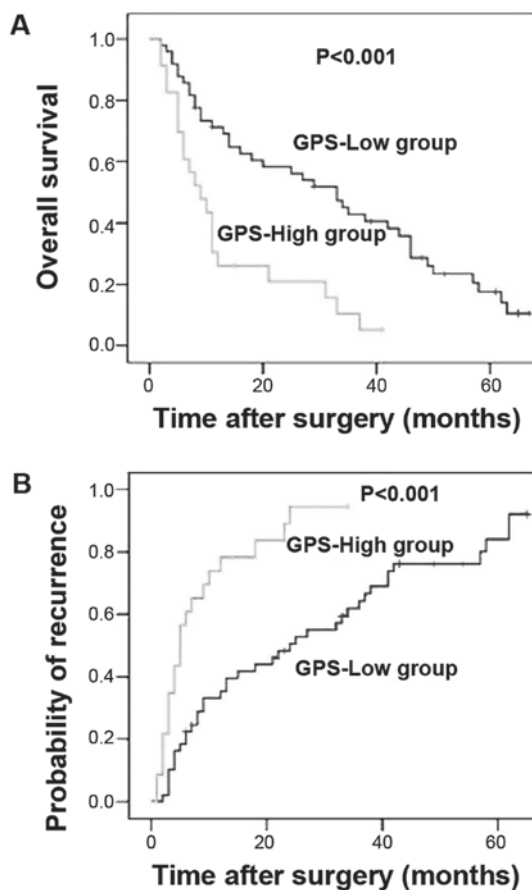 A
1.0
P<0.001
0.8
GPS-Low group
0.6
Overall survival
0.4
GPS-High group
0.2
0.0
0 20 40 60
Time after surgery (months)
B
1.0
P<0.001
GPS-High group
0.8
0.6
Probability of recurrence
0.4
GPS-Low group
0.2
0.0
0 20 40 60
Time after surgery (months)